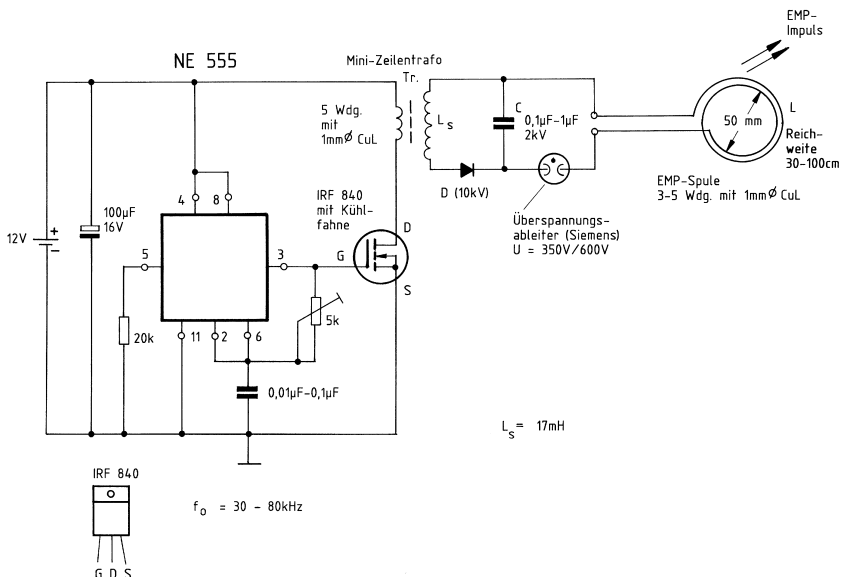 EMP-
Impuls
NE 555
Mini-Zeilentrafo
Tr.
5 Wdg.
mit
1mmØ CuL
Ls
C
0,1µF-1µF
2kV
50 mm
L
Reich-
weite
30-100cm
D (10kV)
EMP-Spule
3-5 Wdg. mit 1mmØ CuL
Überspannungs-
ableiter (Siemens)
U = 350V/600V
IRF 840
mit Kühl-
fahne
4
8
100µF
16V
12V
+
−
5
3
G
D
S
5k
20k
11
2
6
0,01µF-0,1µF
Ls = 17mH
IRF 840
fo = 30 - 80kHz
G D S